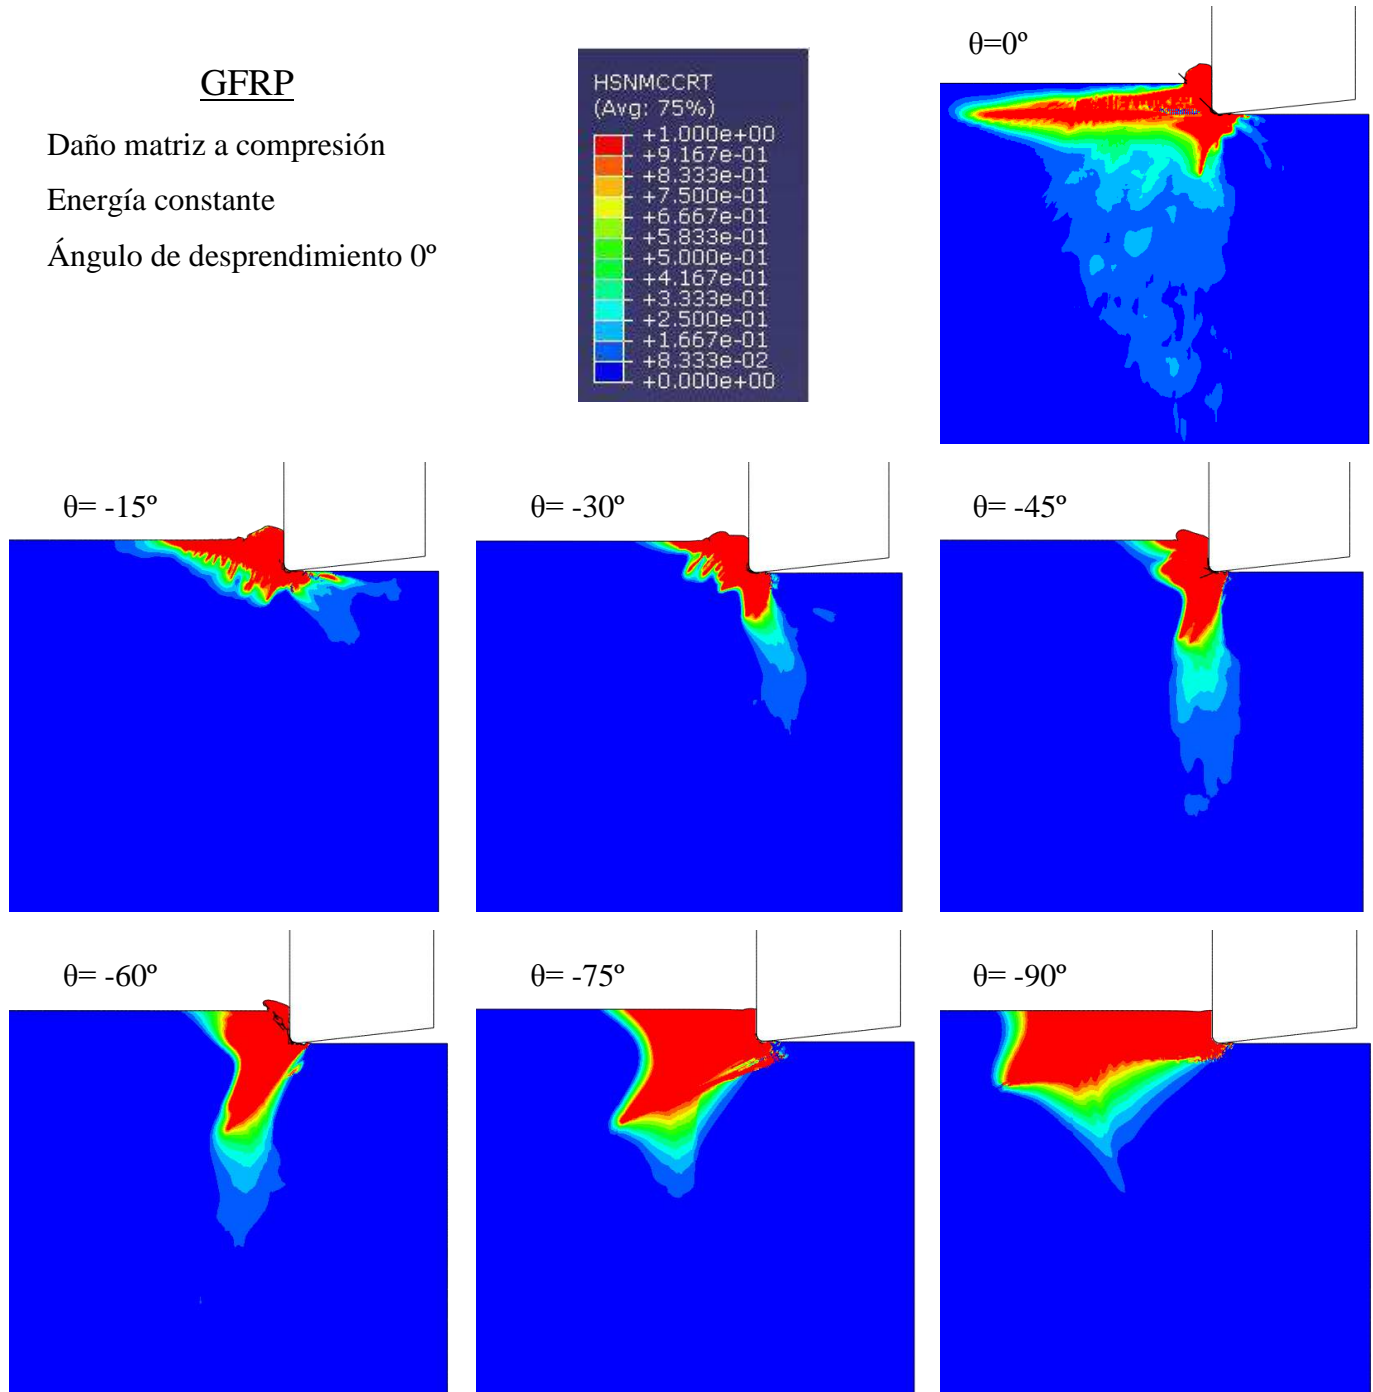 GFRP
Daño matriz a compresión
Energía constante
Ángulo de desprendimiento 0º
HSNMCCRT
(Avg: 75%)
+1.000e+00
+9.167e-01
+8.333e-01
+7.500e-01
+6.667e-01
+5.833e-01
+5.000e-01
+4.167e-01
+3.333e-01
+2.500e-01
+1.667e-01
+8.333e-02
+0.000e+00
θ=0º
θ= -15º
θ= -30º
θ= -45º
θ= -60º
θ= -75º
θ= -90º